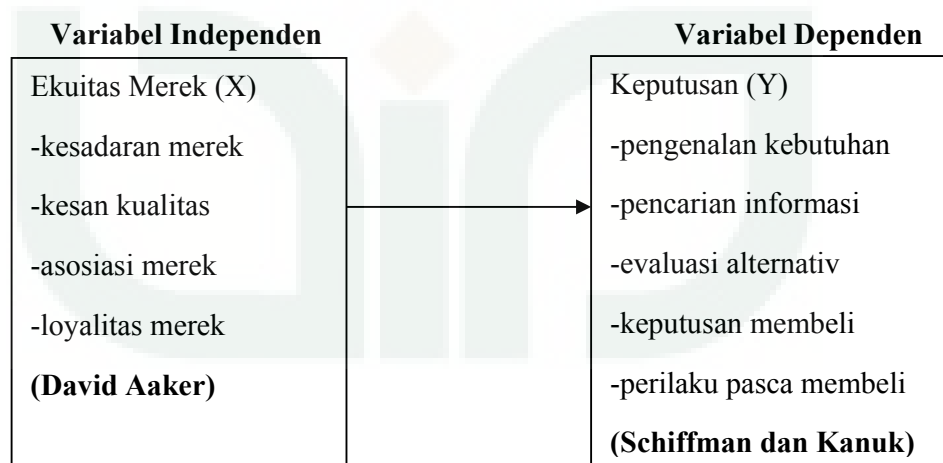 Variabel Independen
Ekuitas Merek (X)
-kesadaran merek
-kesan kualitas
-asosiasi merek
-loyalitas merek
(David Aaker)
Variabel Dependen
Keputusan (Y)
-pengenalan kebutuhan
-pencarian informasi
-evaluasi alternativ
-keputusan membeli
-perilaku pasca membeli
(Schiffman dan Kanuk)